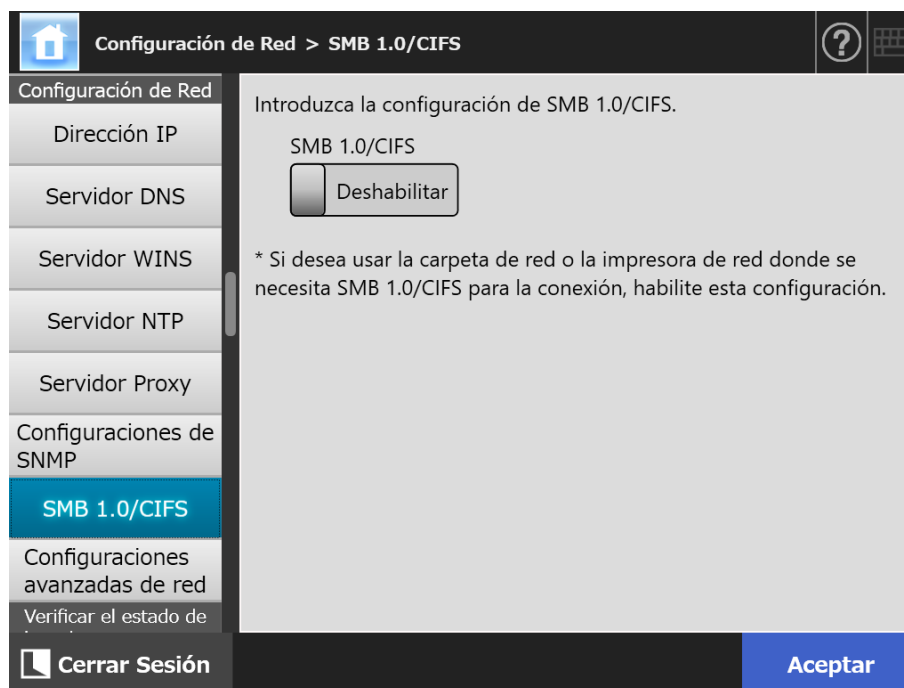 Configuración de Red > SMB 1.0/CIFS
?
Configuración de Red
Dirección IP
Servidor DNS
Servidor WINS
Servidor NTP
Servidor Proxy
Configuraciones de
SNMP
SMB 1.0/CIFS
Configuraciones
avanzadas de red
Verificar el estado de
Cerrar Sesión
Introduzca la configuración de SMB 1.0/CIFS.
SMB 1.0/CIFS
Deshabilitar
* Si desea usar la carpeta de red o la impresora de red donde se
necesita SMB 1.0/CIFS para la conexión, habilite esta configuración.
Aceptar